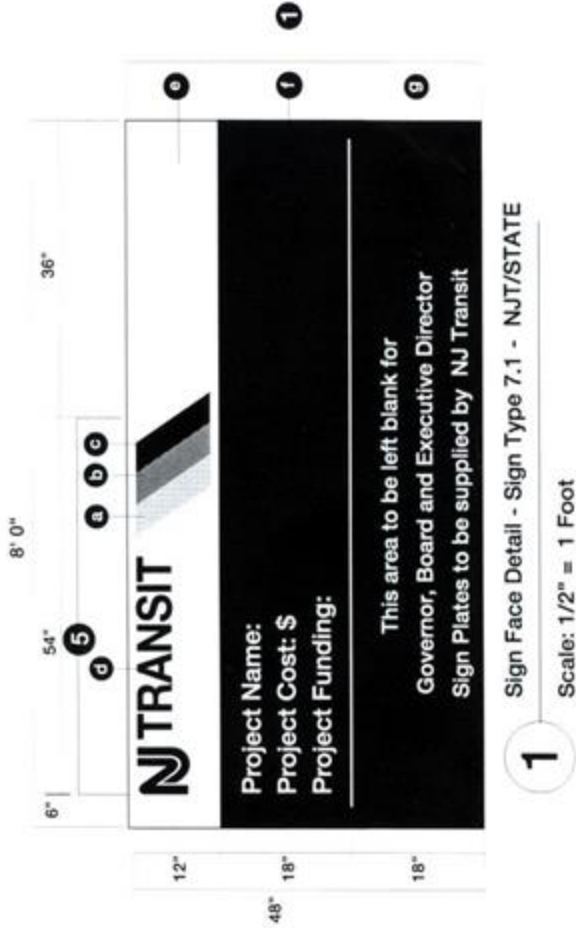 8' 0"
6"
54"
36"
5
d
a
b
c
e
f
g
1
12"
18"
18"
48"
NJ TRANSIT
Project Name:
Project Cost: $
Project Funding:
This area to be left blank for
Governor, Board and Executive Director
Sign Plates to be supplied by NJ Transit
1
Sign Face Detail - Sign Type 7.1 - NJT/STATE
Scale: 1/2" = 1 Foot